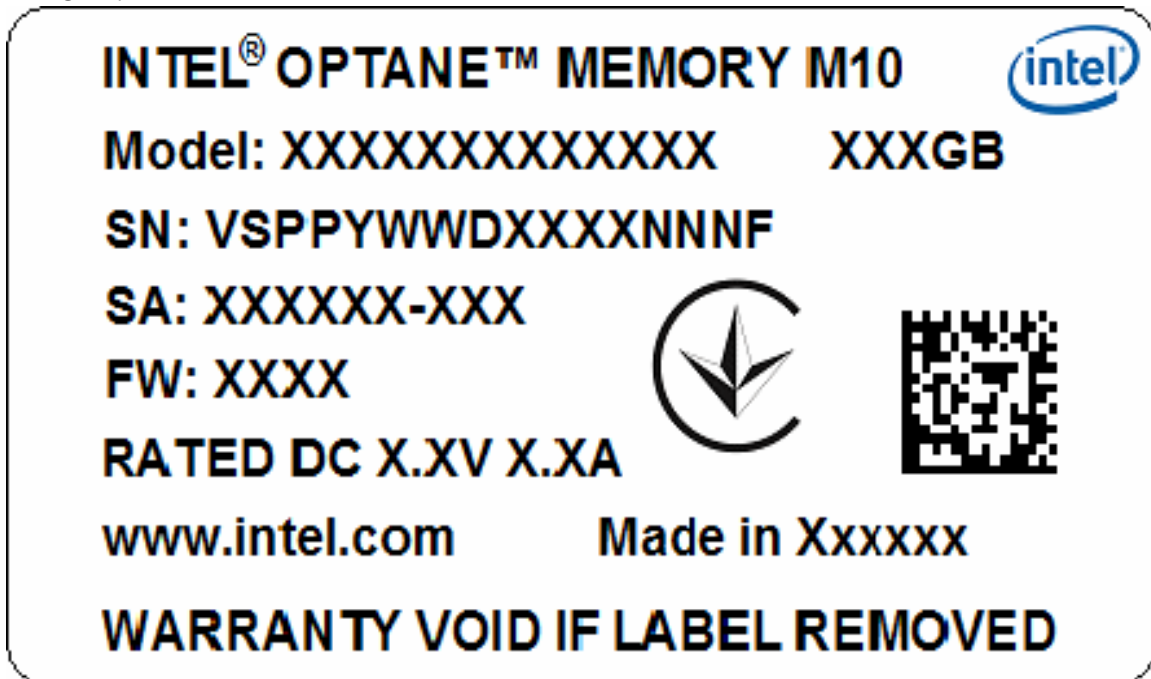 INTEL® OPTANE™ MEMORY M10 intel
Model: XXXXXXXXXXXXX XXXGB
SN: VSPPYWWDXXXXNNNF
SA: XXXXXX-XXX
FW: XXXX
RATED DC X.XV X.XA
www.intel.com Made in Xxxxxx
WARRANTY VOID IF LABEL REMOVED